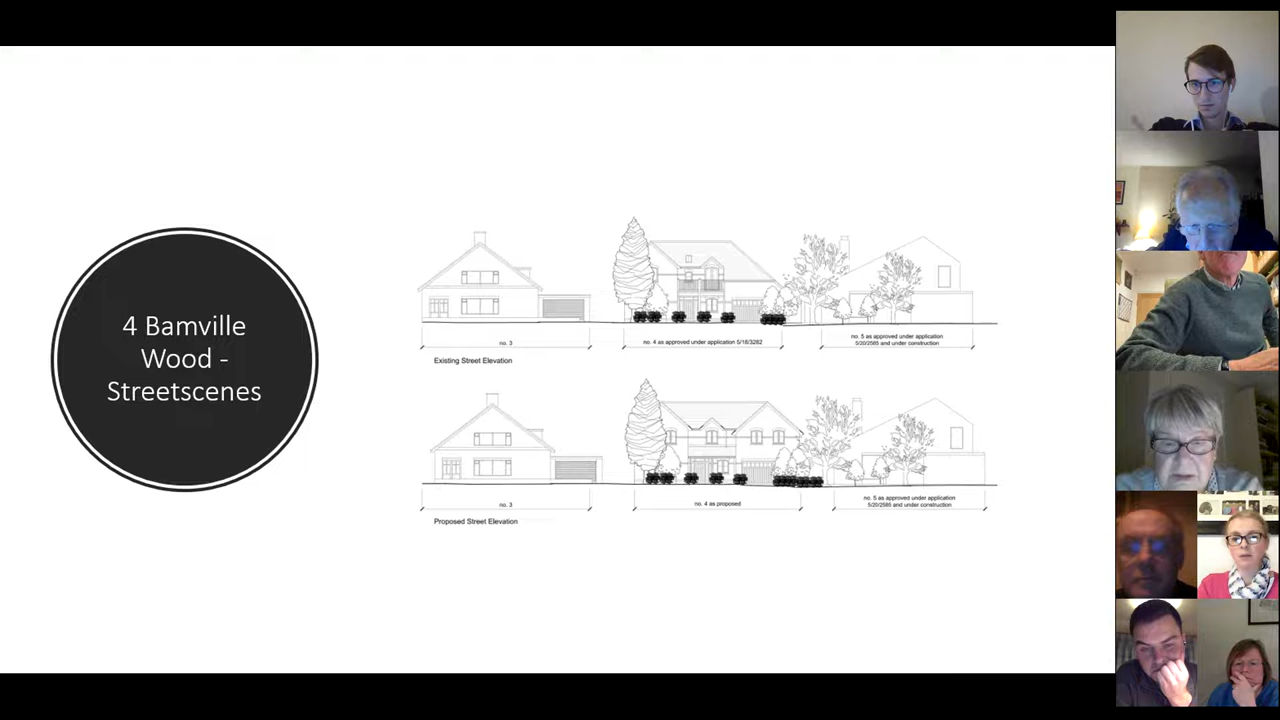 4 Bamville
Wood -
Streetscenes
no. 3
no. 4 as approved under application 5/16/3282
no. 5 as approved under application
5/20/2585 and under construction
Existing Street Elevation
no. 3
no. 4 as proposed
no. 5 as approved under application
5/20/2585 and under construction
Proposed Street Elevation